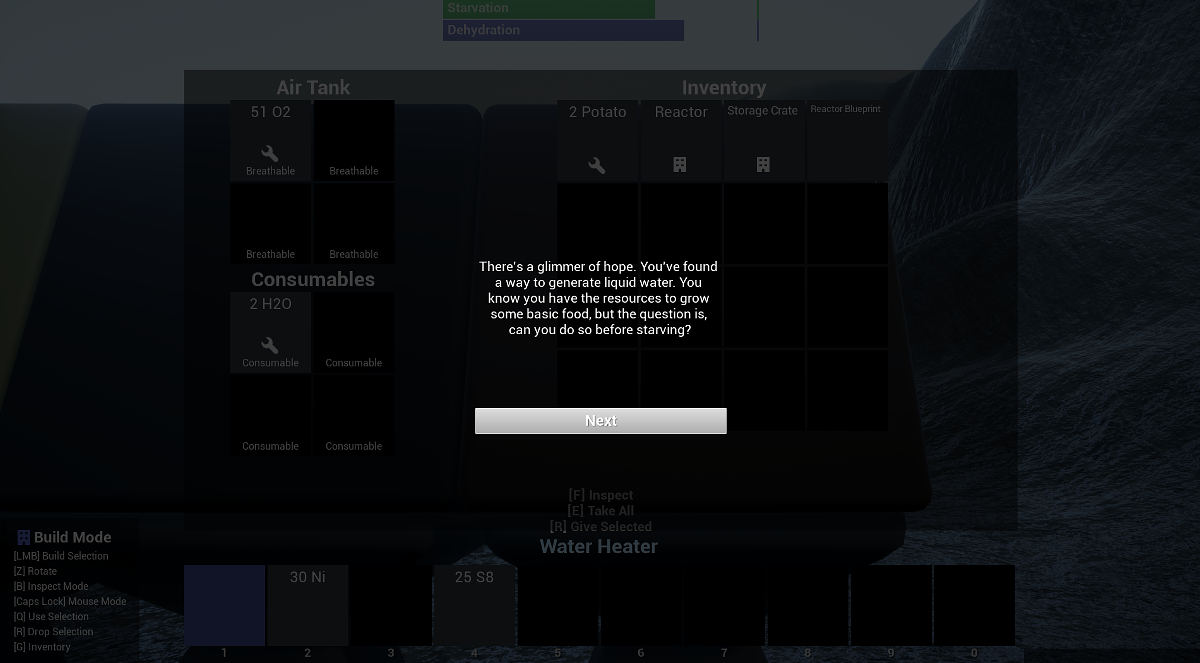 Starvation
Dehydration
Air Tank
Inventory
51 O2
Breathable
Breathable
2 Potato
Reactor
Storage Crate
Reactor Blueprint
Breathable
Breathable
Consumables
2 H2O
Consumable
Consumable
Consumable
Consumable
There's a glimmer of hope. You've found
a way to generate liquid water. You
know you have the resources to grow
some basic food, but the question is,
can you do so before starving?
Next
[F] Inspect
[E] Take All
[R] Give Selected
Water Heater
Build Mode
[LMB] Build Selection
[Z] Rotate
[B] Inspect Mode
[Caps Lock] Mouse Mode
[Q] Use Selection
[R] Drop Selection
[G] Inventory
30 Ni
25 S8
1 2 3 4 5 6 7 8 9 0